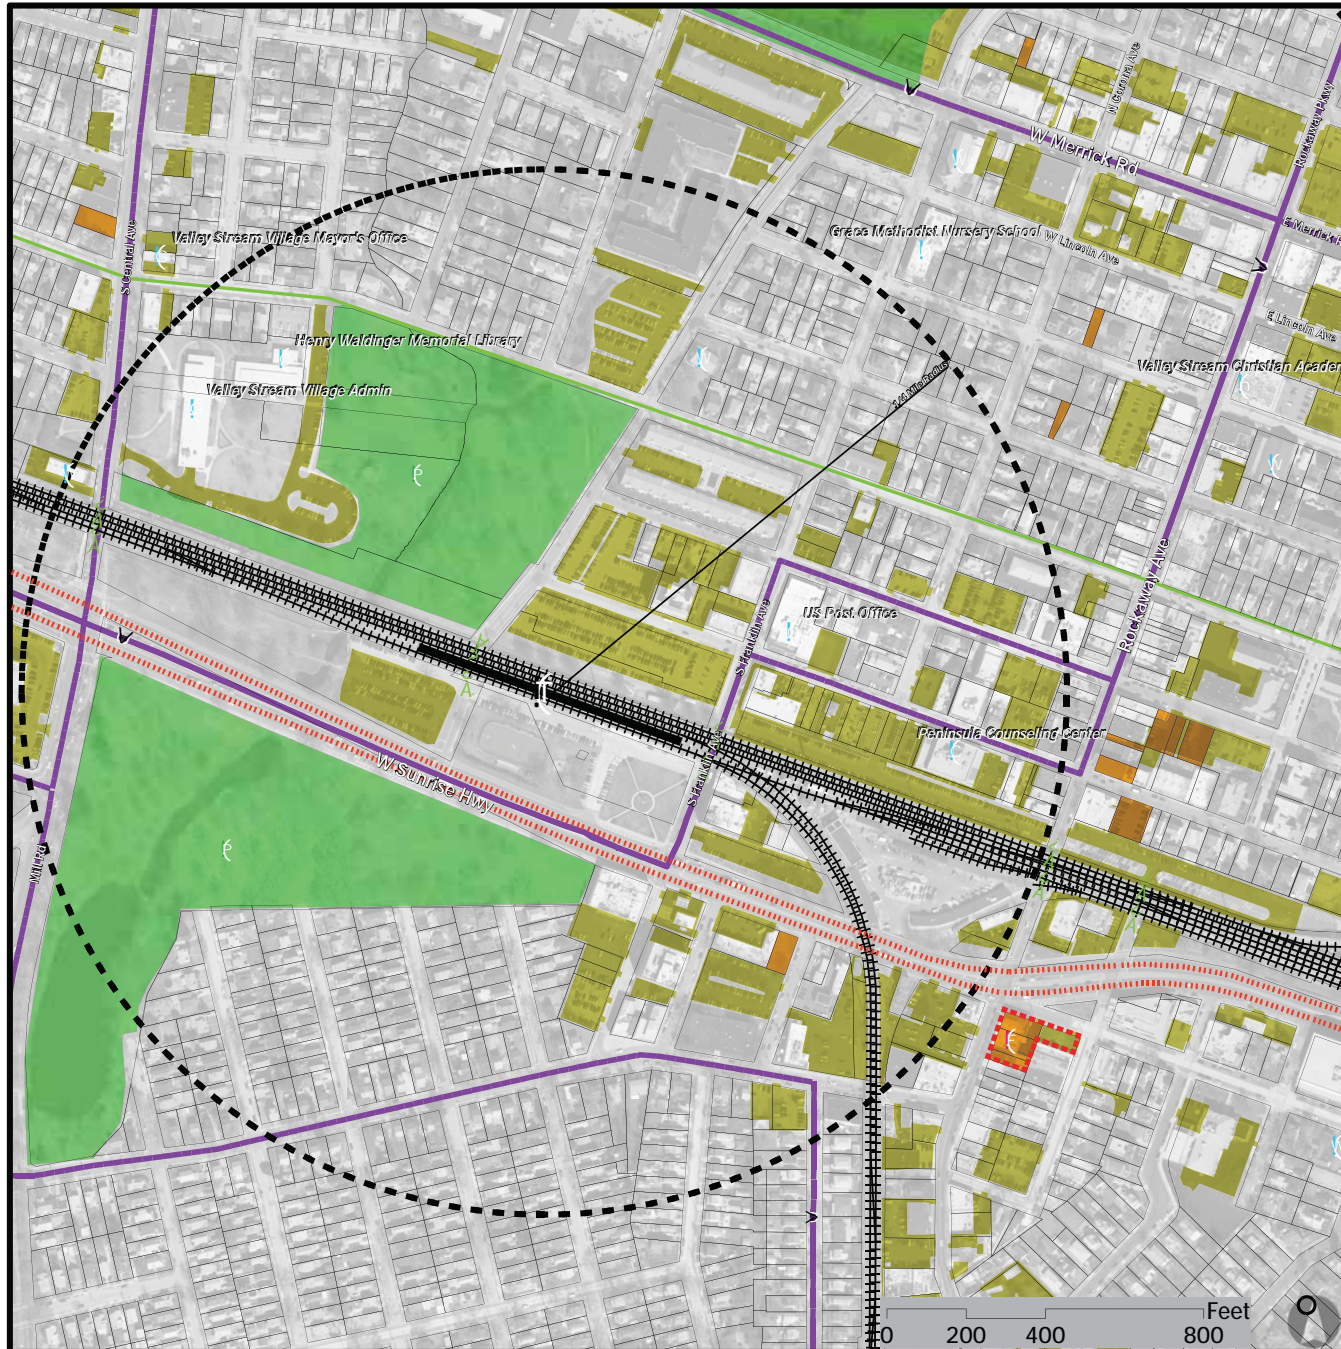 N Corona Ave
Rockaway Pkwy
W Merrick Rd
Grace Methodist Nursery School
W Lincoln Ave
E Merrick
S Central Ave
Valley Stream Village Mayor's Office
E Lincoln Ave
Henry Waldinger Memorial Library
Valley Stream Christian Acade
1/4 Mile Radius
Valley Stream Village Admin
Rockaway Ave
US Post Office
S Franklin Ave
Peninsula Counseling Center
S Franklin Ave
W Sunrise Hwy
Mill Rd
Feet
0 200 400 800